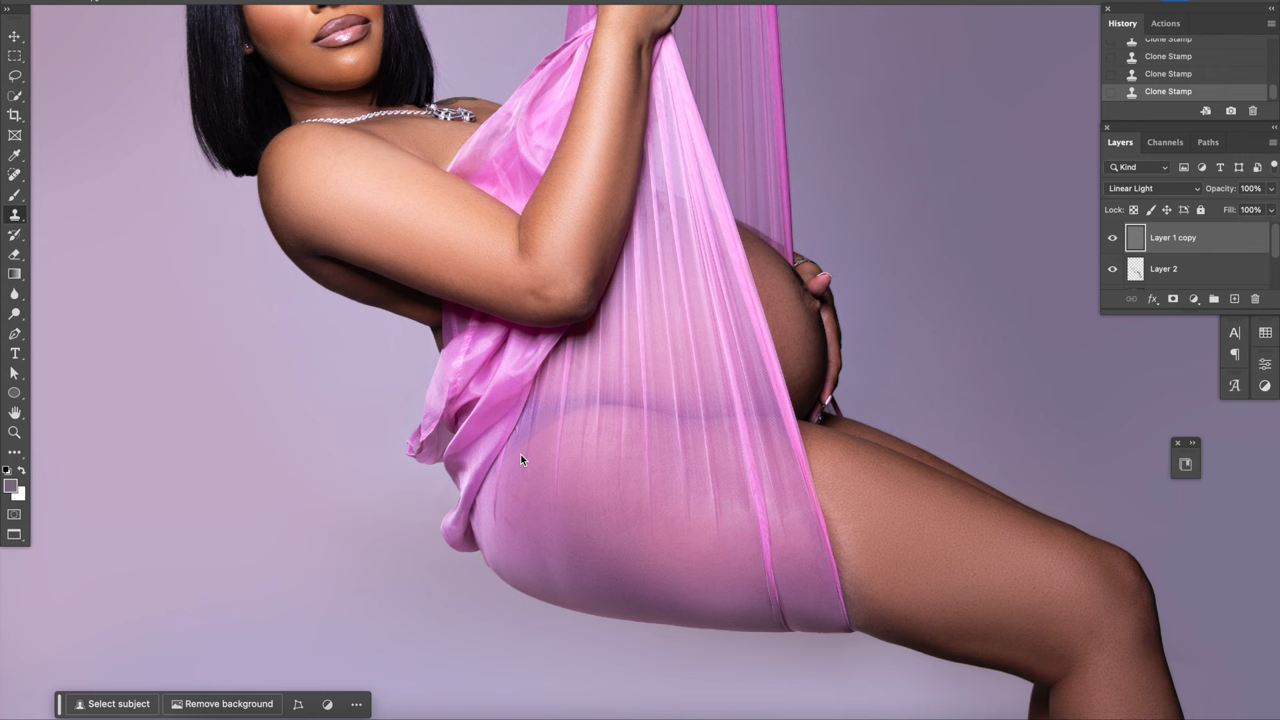 History Actions
Clone Stamp
Clone Stamp
Clone Stamp
Clone Stamp
Layers Channels Paths
Kind
Linear Light Opacity: 100%
Lock: Fill: 100%
Layer 1 copy
Layer 2
Select subject Remove background